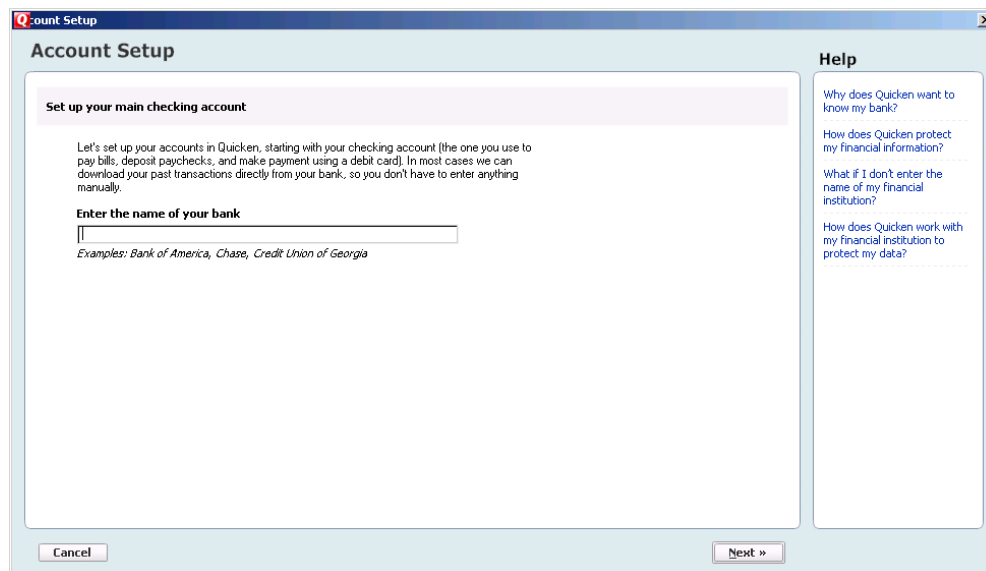 Q count Setup
Account Setup
Set up your main checking account
Let's set up your accounts in Quicken, starting with your checking account (the one you use to
pay bills, deposit paychecks, and make payment using a debit card). In most cases we can
download your past transactions directly from your bank, so you don't have to enter anything
manually.
Enter the name of your bank
Examples: Bank of America, Chase, Credit Union of Georgia
Cancel
Next »
Help
Why does Quicken want to
know my bank?
How does Quicken protect
my financial information?
What if I don't enter the
name of my financial
institution?
How does Quicken work with
my financial institution to
protect my data?